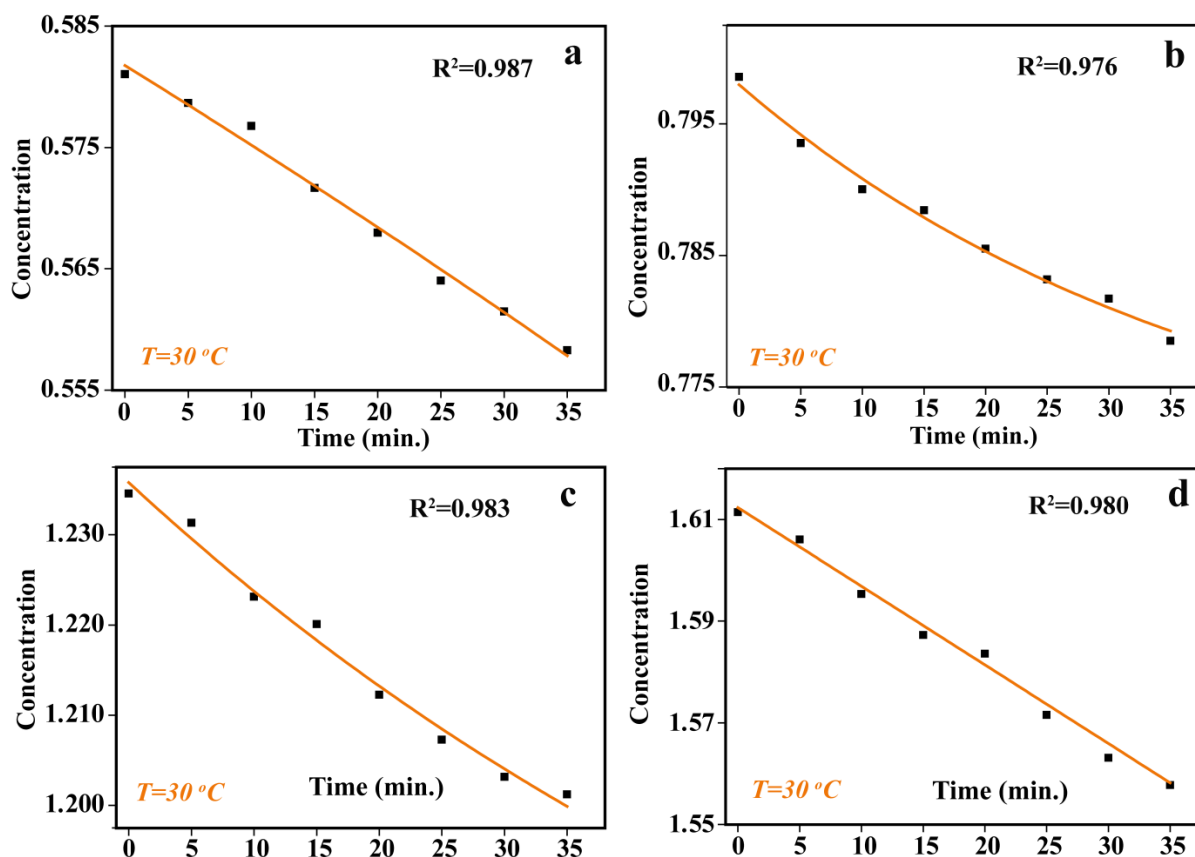 a
R²=0.987
0.585
0.575
0.565
0.555
Concentration
T=30 °C
0 5 10 15 20 25 30 35
Time (min.)
b
R²=0.976
0.795
0.785
0.775
Concentration
T=30 °C
0 5 10 15 20 25 30 35
Time (min.)
c
R²=0.983
1.230
1.220
1.210
1.200
Concentration
T=30 °C
Time (min.)
0 5 10 15 20 25 30 35
d
R²=0.980
1.61
1.59
1.57
1.55
Concentration
T=30 °C
Time (min.)
0 5 10 15 20 25 30 35